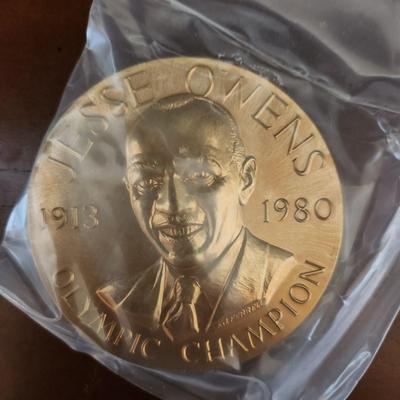 JESSE OWENS
1913 1980
OLYMPIC CHAMPION